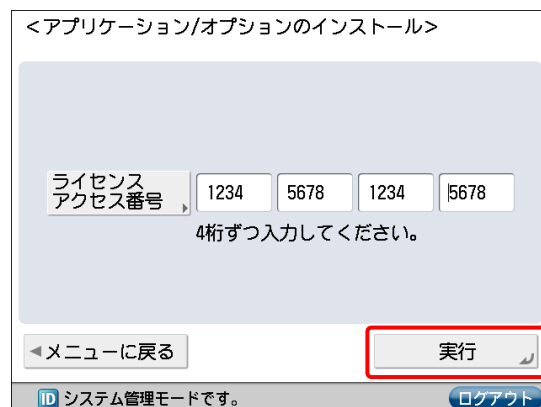 <アプリケーション/オプションのインストール>
ライセンス
アクセス番号
1234 5678 1234 5678
4桁ずつ入力してください。
メニューに戻る
実行
ID システム管理モードです。
ログアウト